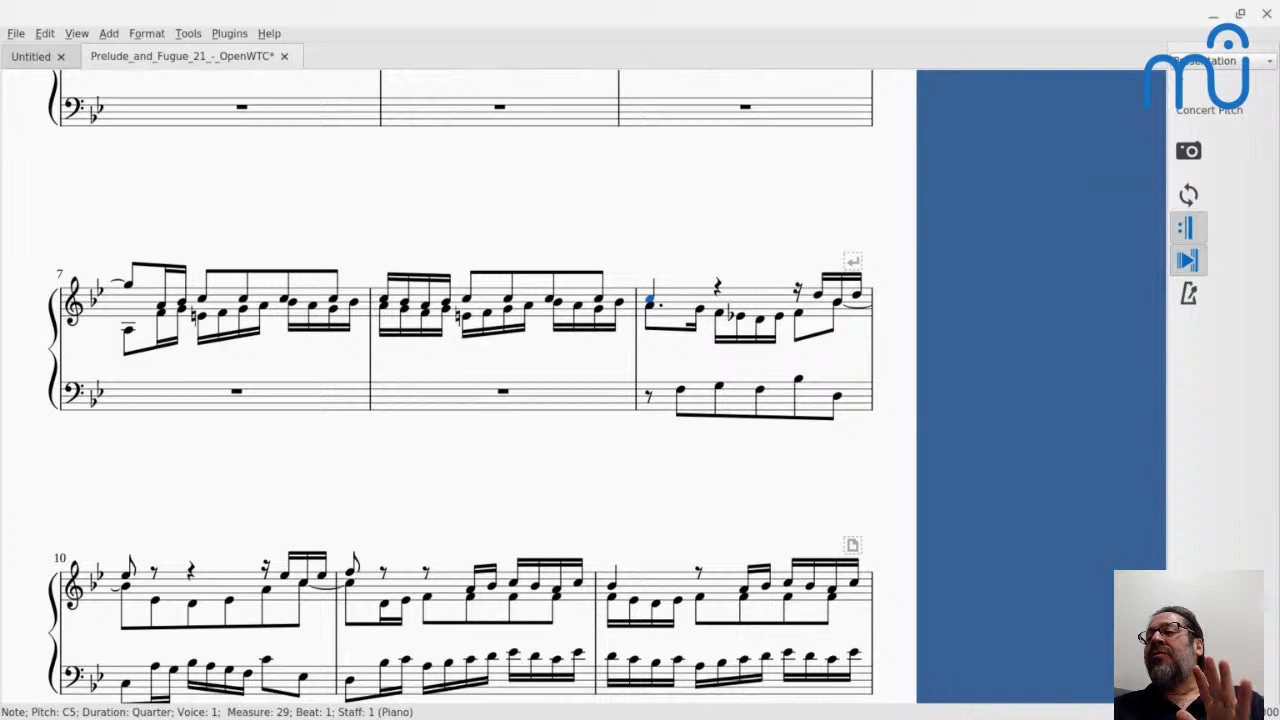 File Edit View Add Format Tools Plugins Help
Untitled Prelude_and_Fugue_21_-_OpenWTC*
Concert Pitch
7
10
Note; Pitch: C5; Duration: Quarter; Voice: 1; Measure: 29; Beat: 1; Staff: 1 (Piano)